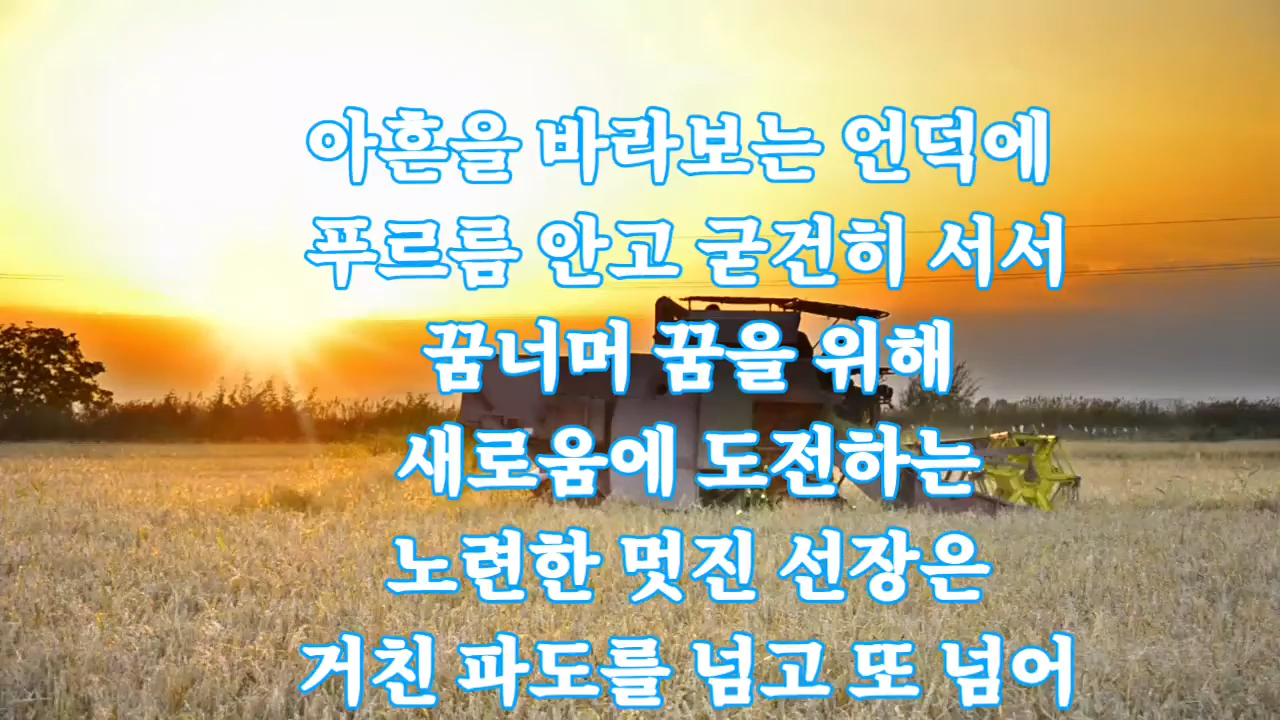 아흔을 바라보는 언덕에
푸르름 안고 굳건히 서서
꿈너머 꿈을 위해
새로움에 도전하는
노련한 멋진 선장은
거친 파도를 넘고 또 넘어